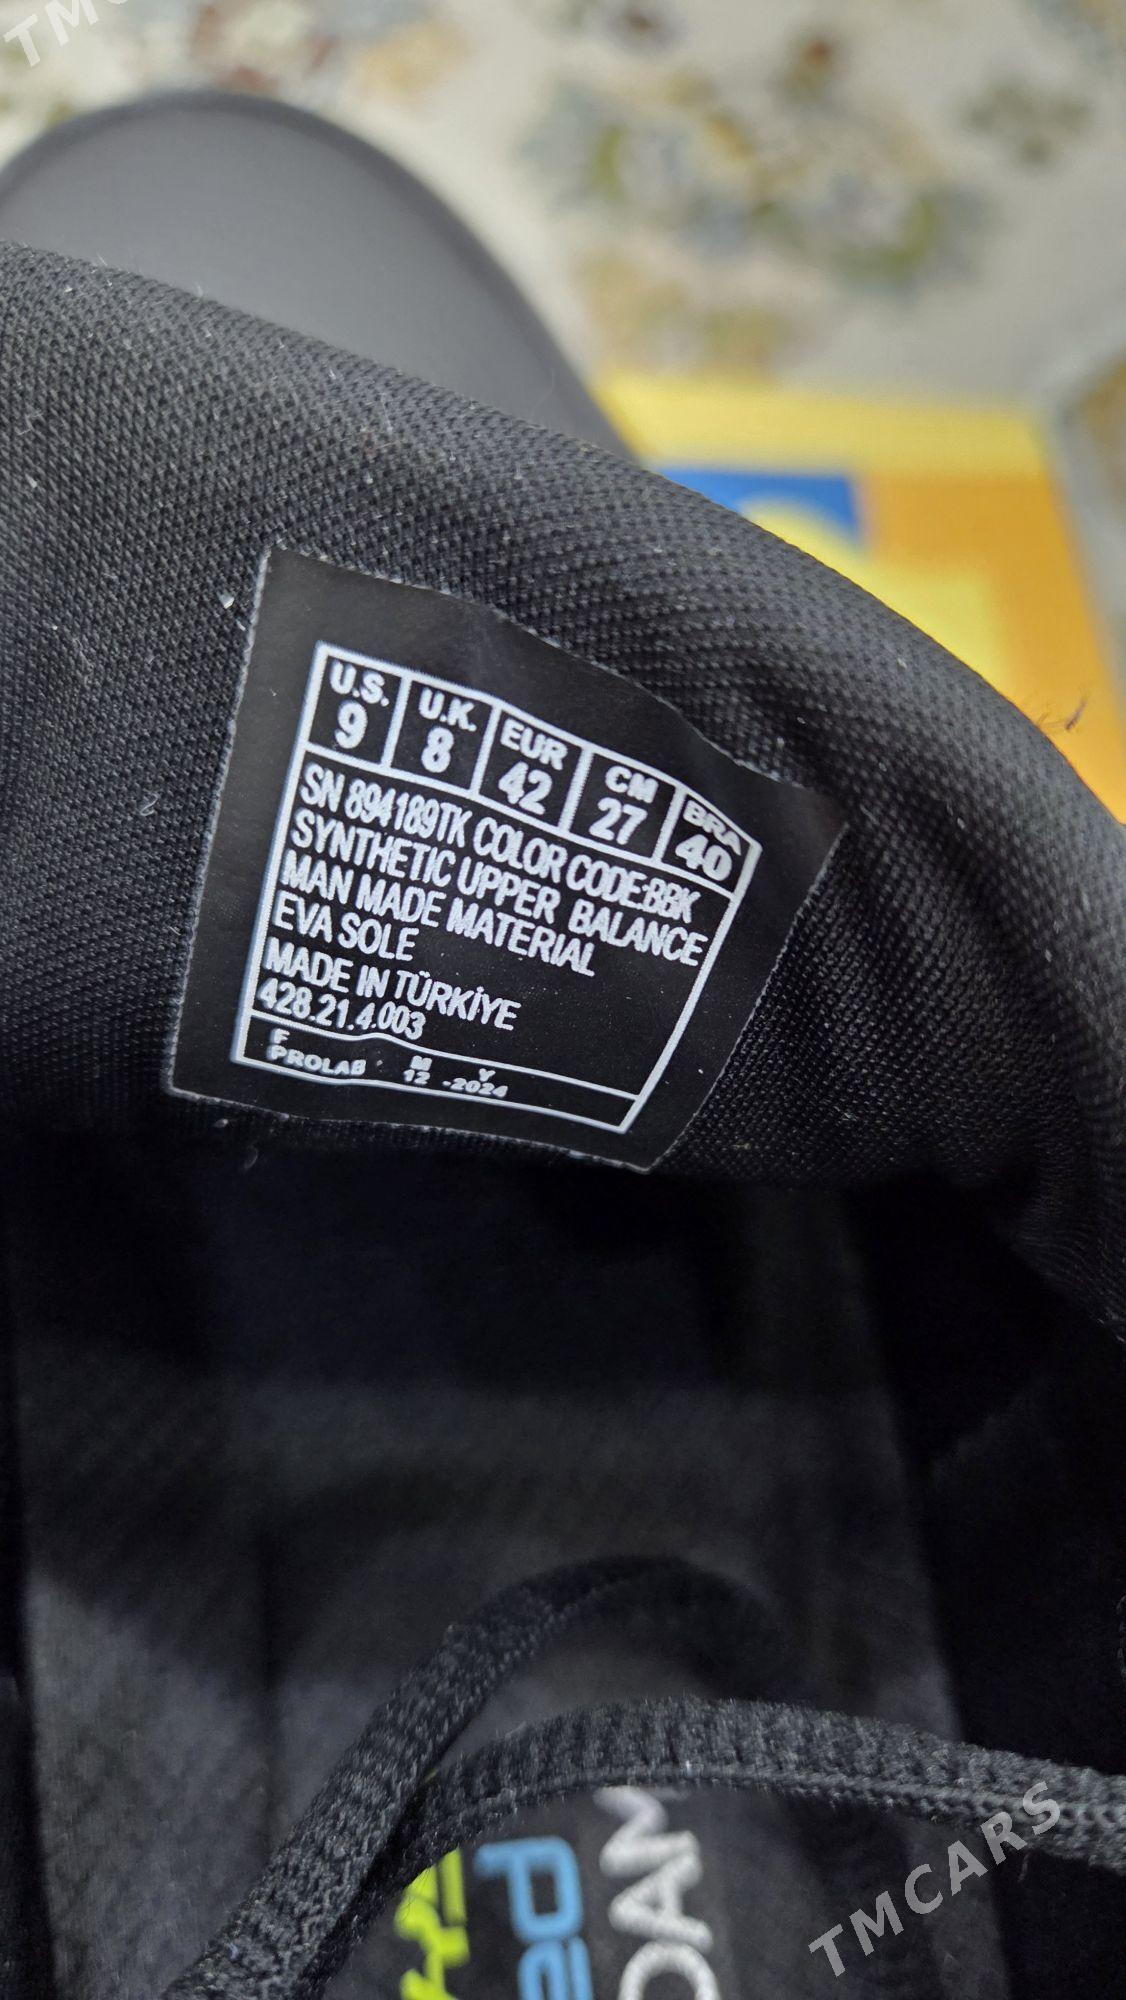 U.S. U.K. EUR CM BRA
9 8 42 27 40
SN 894189TK COLOR CODE:BBK
SYNTHETIC UPPER BALANCE
MAN MADE MATERIAL
EVA SOLE
MADE IN TÜRKİYE
428.21.4.003
F M Y
PROLAB 12 -2024
TMCARS